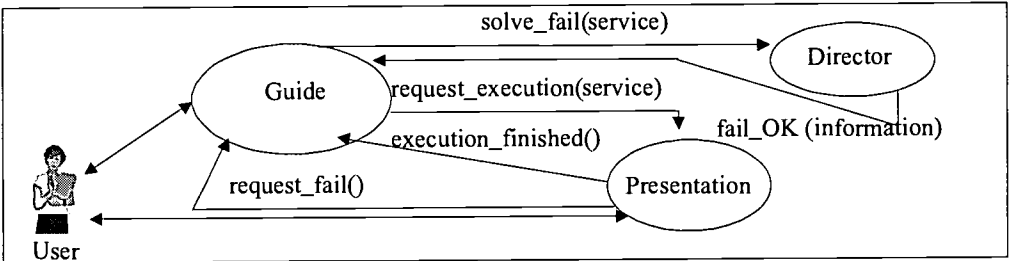 solve_fail(service)
Director
Guide
request_execution(service)
fail_OK (information)
execution_finished()
request_fail()
Presentation
User